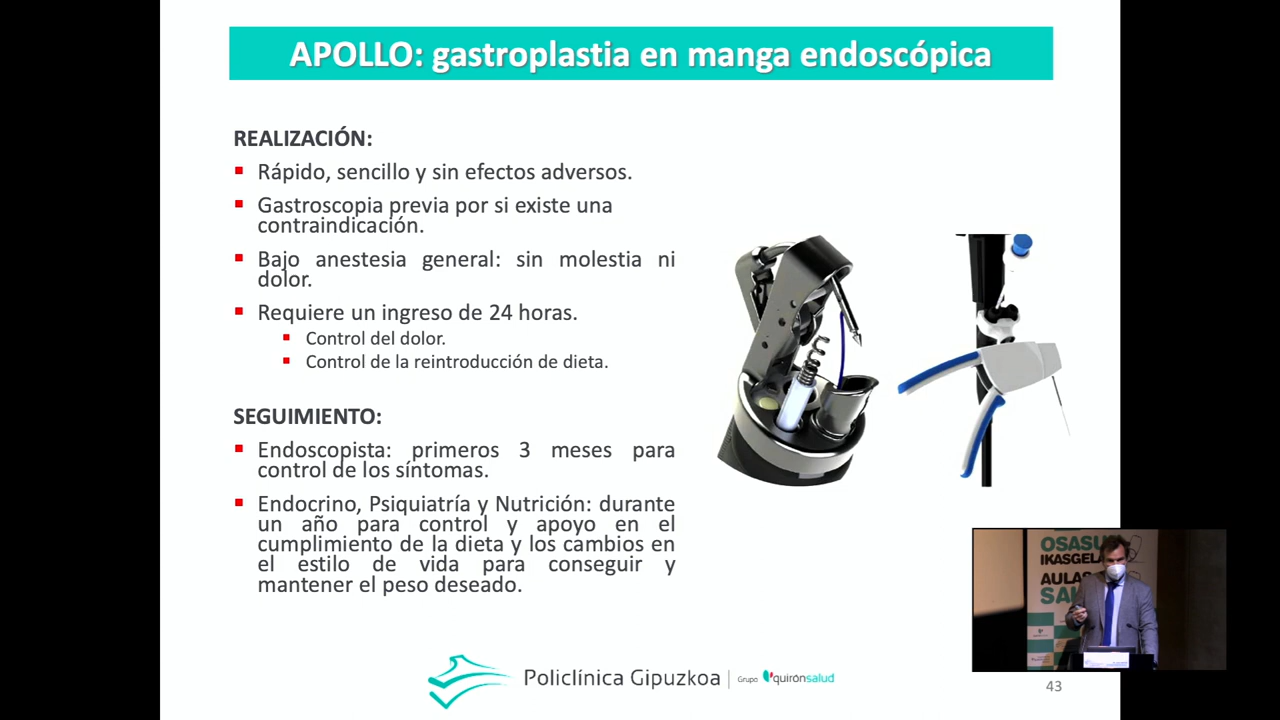 APOLLO: gastroplastia en manga endoscópica
REALIZACIÓN:
Rápido, sencillo y sin efectos adversos.
Gastroscopia previa por si existe una
contraindicación.
Bajo anestesia general: sin molestia ni
dolor.
Requiere un ingreso de 24 horas.
Control del dolor.
Control de la reintroducción de dieta.
SEGUIMIENTO:
Endoscopista: primeros 3 meses para
control de los síntomas.
Endocrino, Psiquiatría y Nutrición: durante
un año para control y apoyo en el
cumplimiento de la dieta y los cambios en
el estilo de vida para conseguir y
mantener el peso deseado.
OSASU
IKASGELA
AULAS
SAL
Policlínica Gipuzkoa
Grupo quirónsalud
43